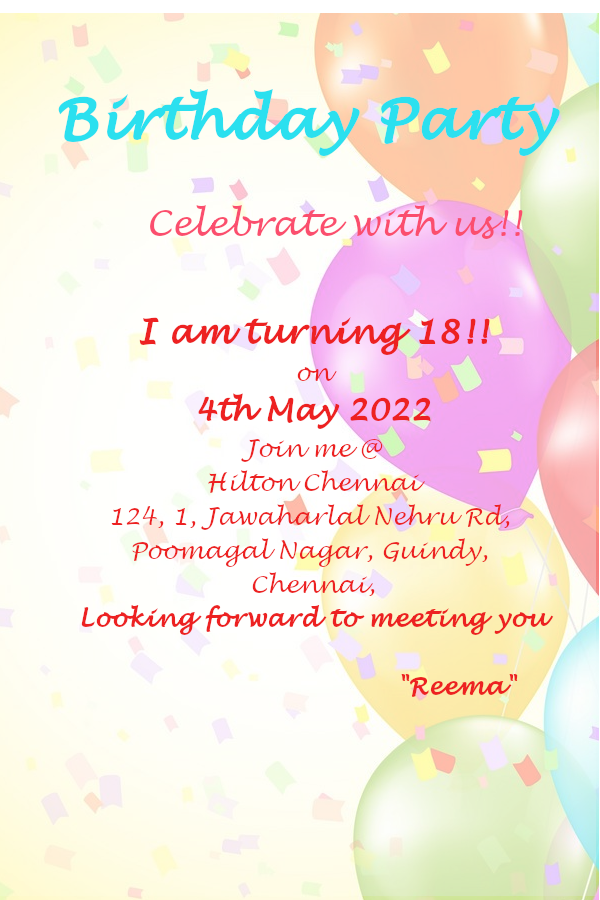 Birthday Party
Celebrate with us!!
I am turning 18!!
on
4th May 2022
Join me @
Hilton Chennai
124, 1, Jawaharlal Nehru Rd,
Poomagal Nagar, Guindy,
Chennai,
Looking forward to meeting you
"Reema"